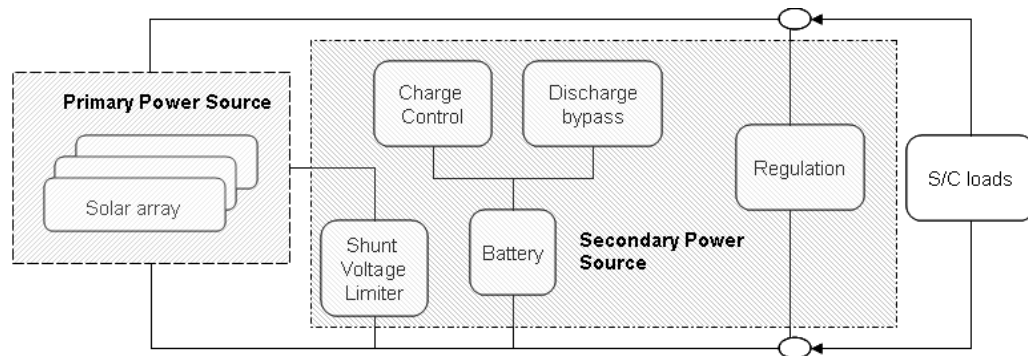 Primary Power Source
Solar array
Charge
Control
Discharge
bypass
Regulation
S/C loads
Shunt
Voltage
Limiter
Battery
Secondary Power
Source